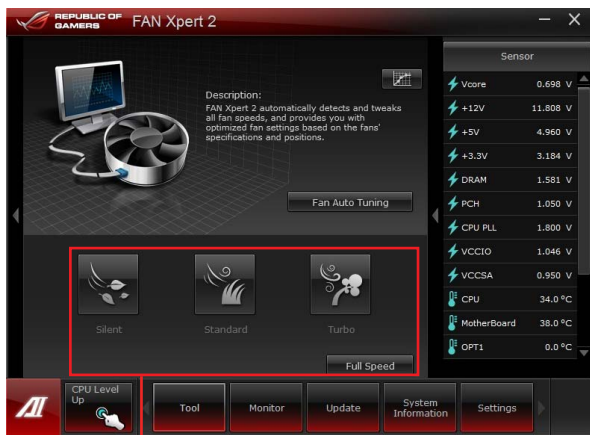 REPUBLIC OF
GAMERS
FAN Xpert 2
Description:
FAN Xpert 2 automatically detects and tweaks
all fan speeds, and provides you with
optimized fan settings based on the fans'
specifications and positions.
Fan Auto Tuning
Silent
Standard
Turbo
Full Speed
Sensor
Vcore 0.698 V
+12V 11.808 V
+5V 4.960 V
+3.3V 3.184 V
DRAM 1.581 V
PCH 1.050 V
CPU PLL 1.800 V
VCCIO 1.046 V
VCCSA 0.950 V
CPU 34.0 ºC
MotherBoard 38.0 ºC
OPT1 0.0 ºC
CPU Level
Up
Tool
Monitor
Update
System
Information
Settings